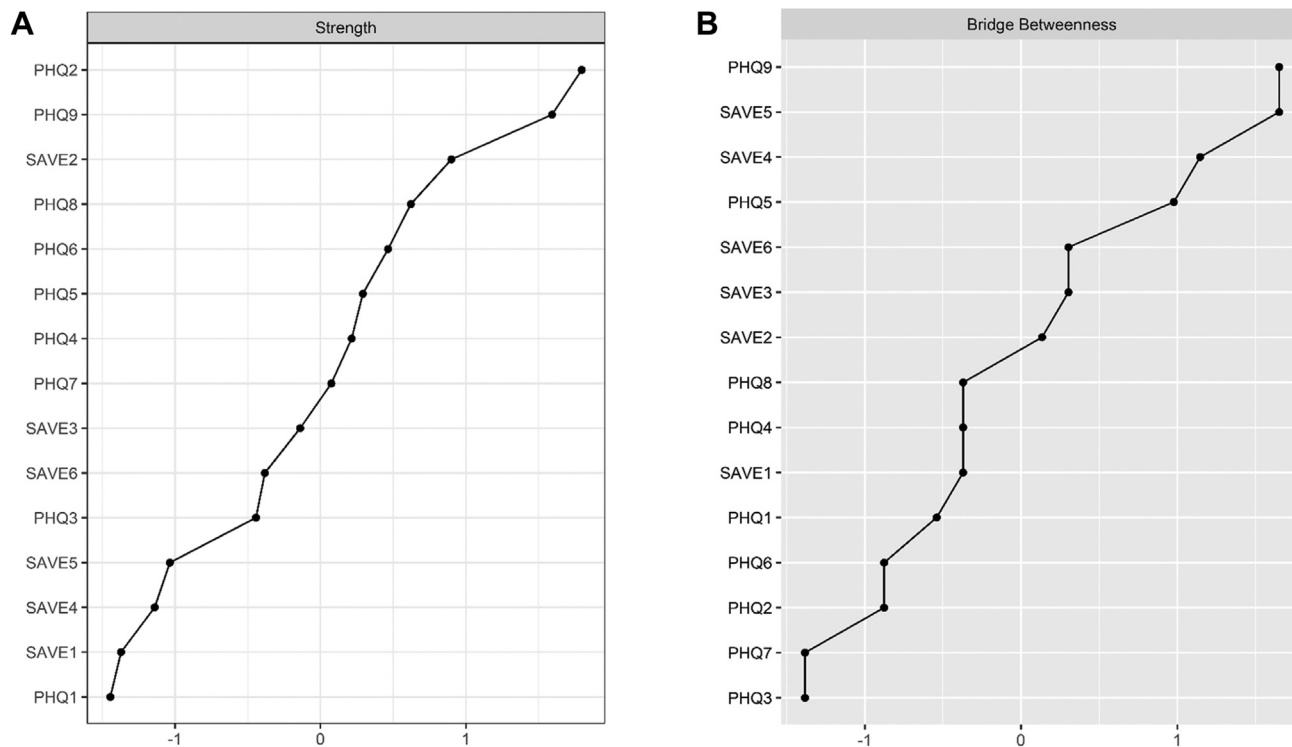 A
Strength
PHQ2
PHQ9
SAVE2
PHQ8
PHQ6
PHQ5
PHQ4
PHQ7
SAVE3
SAVE6
PHQ3
SAVE5
SAVE4
SAVE1
PHQ1
-1
0
1
B
Bridge Betweenness
PHQ9
SAVE5
SAVE4
PHQ5
SAVE6
SAVE3
SAVE2
PHQ8
PHQ4
SAVE1
PHQ1
PHQ6
PHQ2
PHQ7
PHQ3
-1
0
1